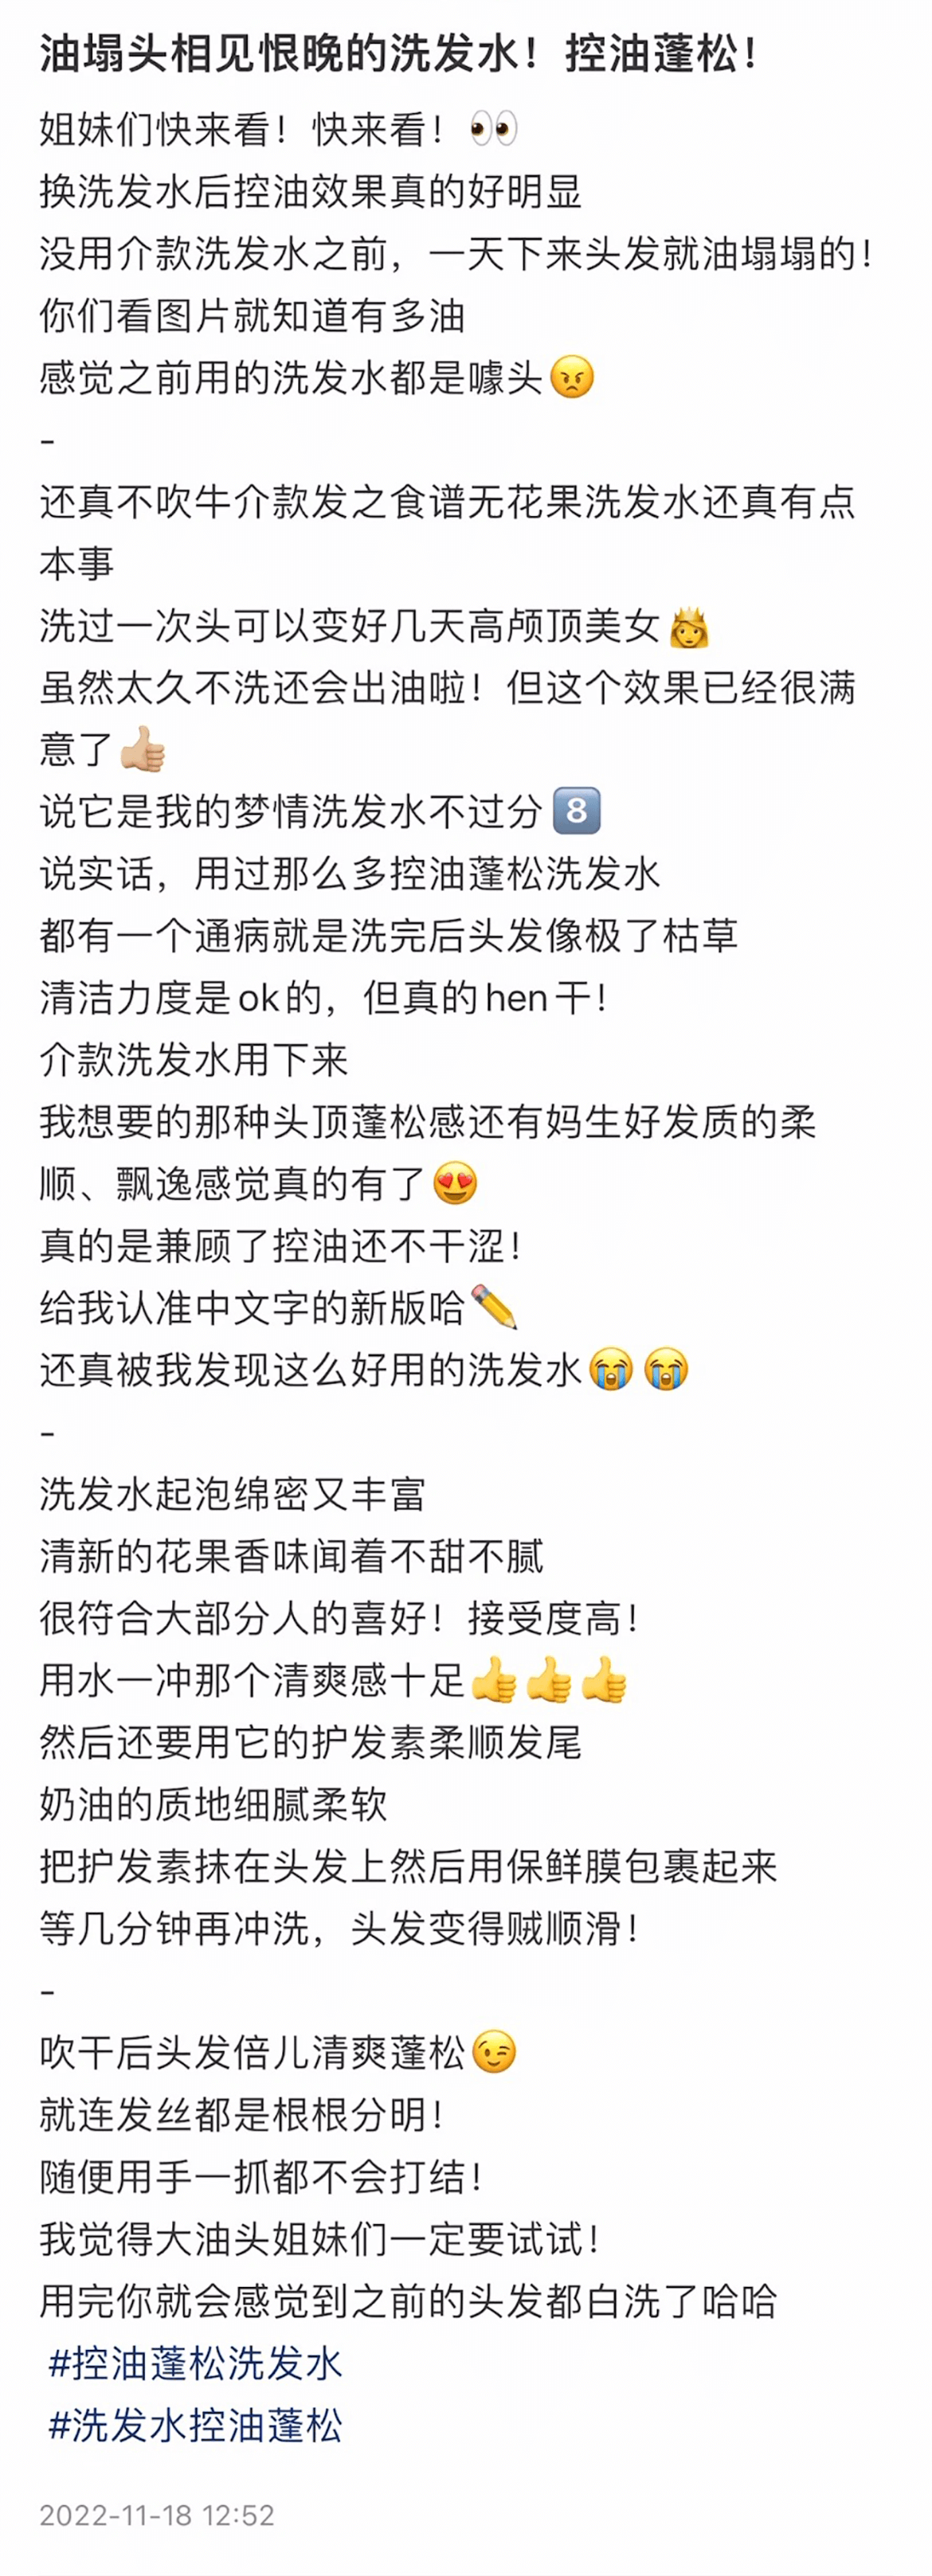 油塌头相见恨晚的洗发水！控油蓬松！
姐妹们快来看！快来看！👀
换洗发水后控油效果真的好明显
没用介款洗发水之前，一天下来头发就油塌塌的！
你们看图片就知道有多油
感觉之前用的洗发水都是噱头😠
-
还真不吹牛介款发之食谱无花果洗发水还真有点
本事
洗过一次头可以变好几天高颅顶美女👸
虽然太久不洗还会出油啦！但这个效果已经很满
意了👍🏼
说它是我的梦情洗发水不过分8️⃣
说实话，用过那么多控油蓬松洗发水
都有一个通病就是洗完后头发像极了枯草
清洁力度是ok的，但真的hen干！
介款洗发水用下来
我想要的那种头顶蓬松感还有妈生好发质的柔
顺、飘逸感觉真的有了😍
真的是兼顾了控油还不干涩！
给我认准中文字的新版哈✏️
还真被我发现这么好用的洗发水😭😭
-
洗发水起泡绵密又丰富
清新的花果香味闻着不甜不腻
很符合大部分人的喜好！接受度高！
用水一冲那个清爽感十足👍👍👍
然后还要用它的护发素柔顺发尾
奶油的质地细腻柔软
把护发素抹在头发上然后用保鲜膜包裹起来
等几分钟再冲洗，头发变得贼顺滑！
-
吹干后头发倍儿清爽蓬松😉
就连发丝都是根根分明！
随便用手一抓都不会打结！
我觉得大油头姐妹们一定要试试！
用完你就会感觉到之前的头发都白洗了哈哈
#控油蓬松洗发水
#洗发水控油蓬松
2022-11-18 12:52